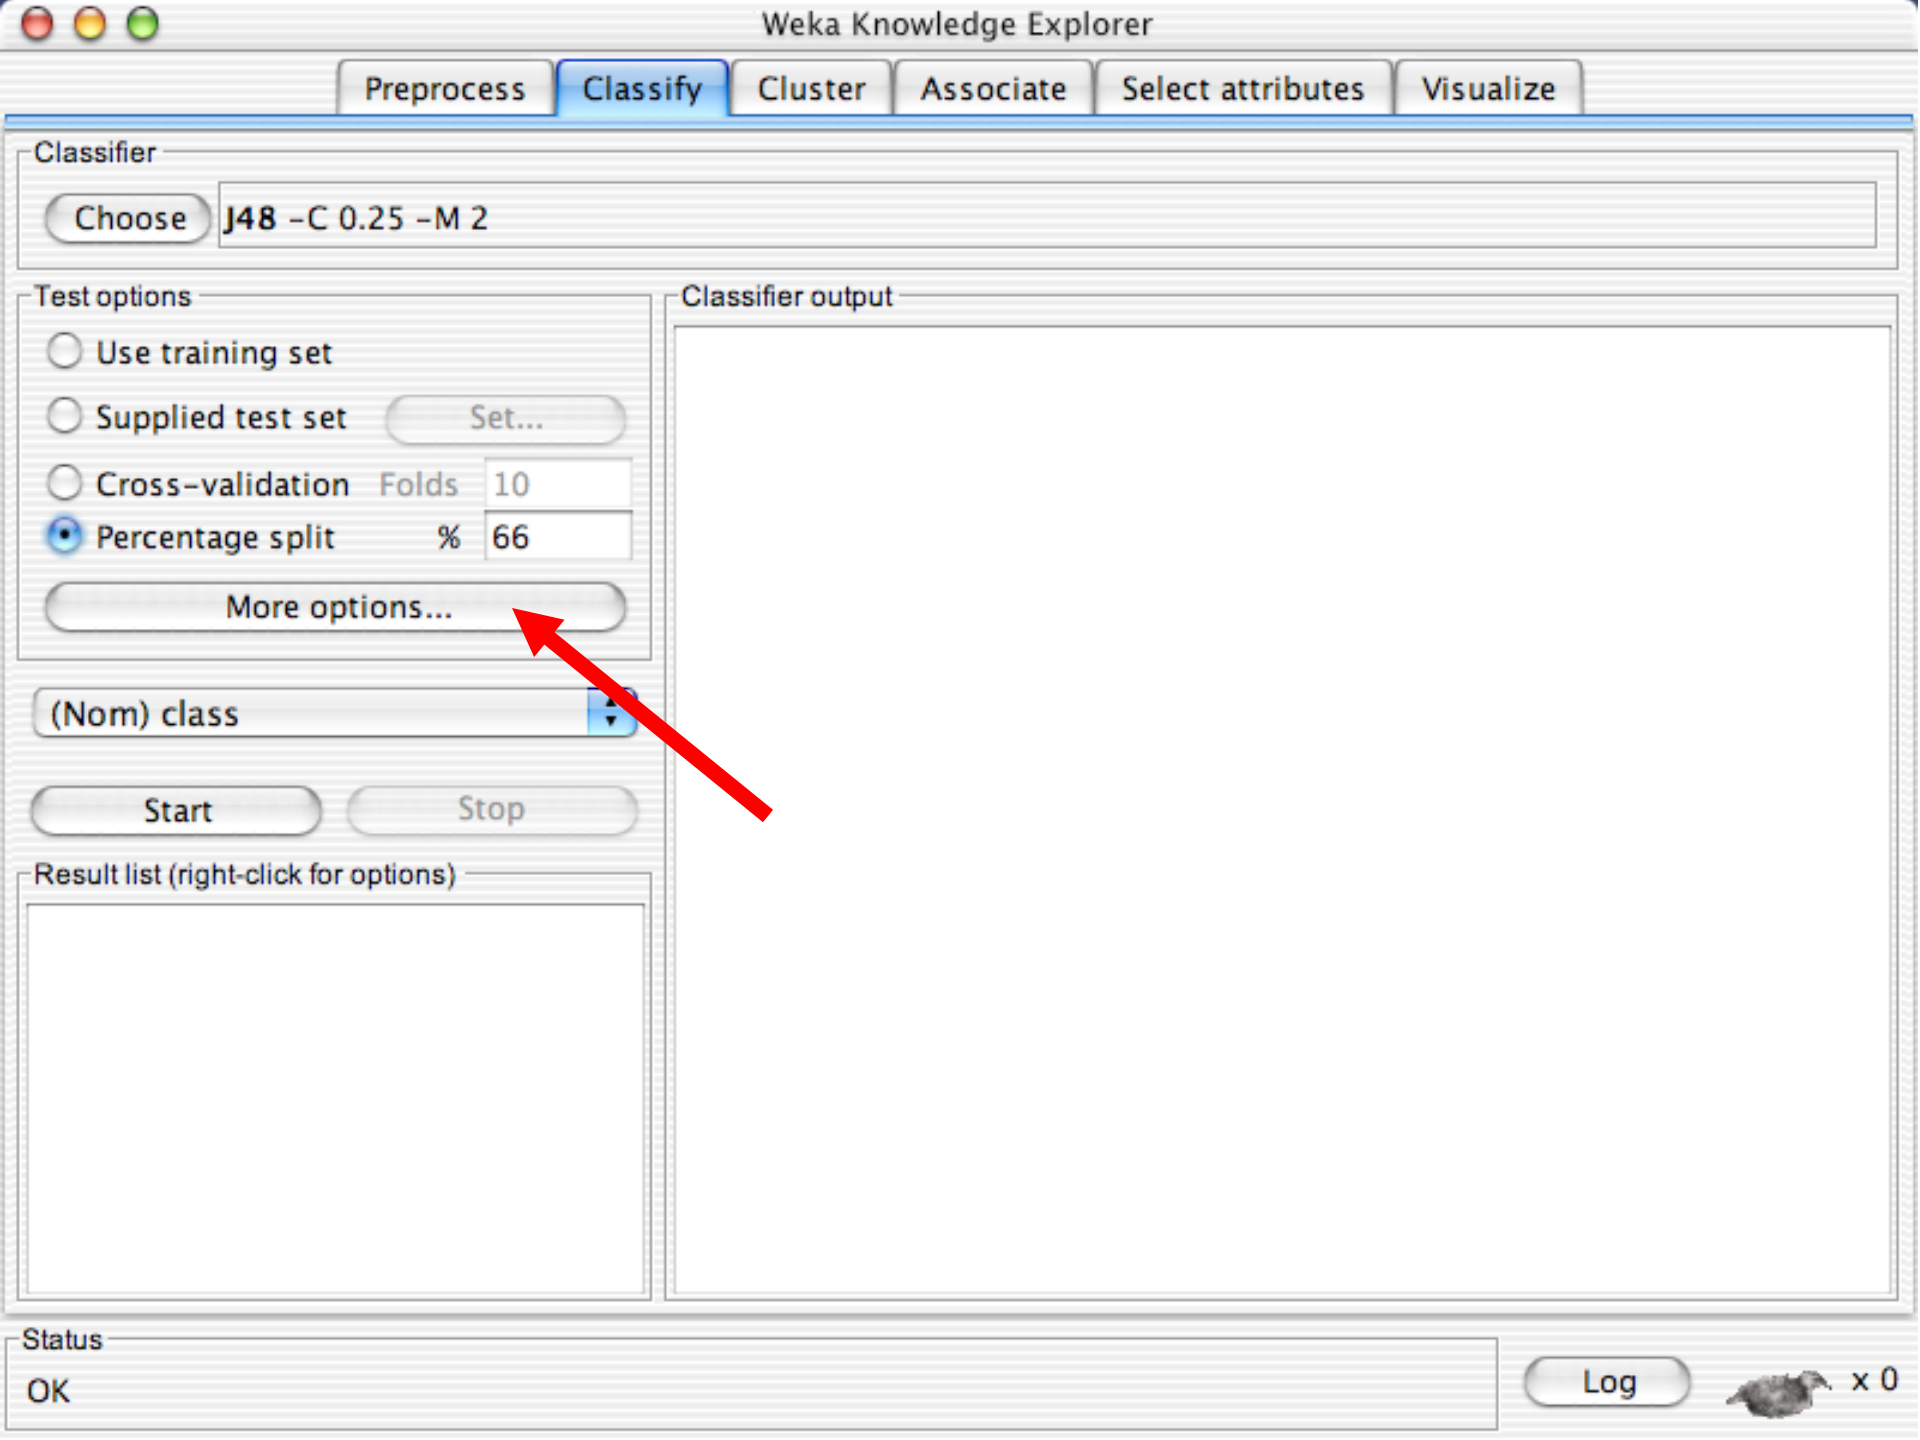 Weka Knowledge Explorer
Preprocess Classify Cluster Associate Select attributes Visualize
Classifier
Choose J48 -C 0.25 -M 2
Test options
Use training set
Supplied test set Set...
Cross-validation Folds 10
Percentage split % 66
More options...
(Nom) class
Start Stop
Result list (right-click for options)
Classifier output
Status
OK
Log x 0